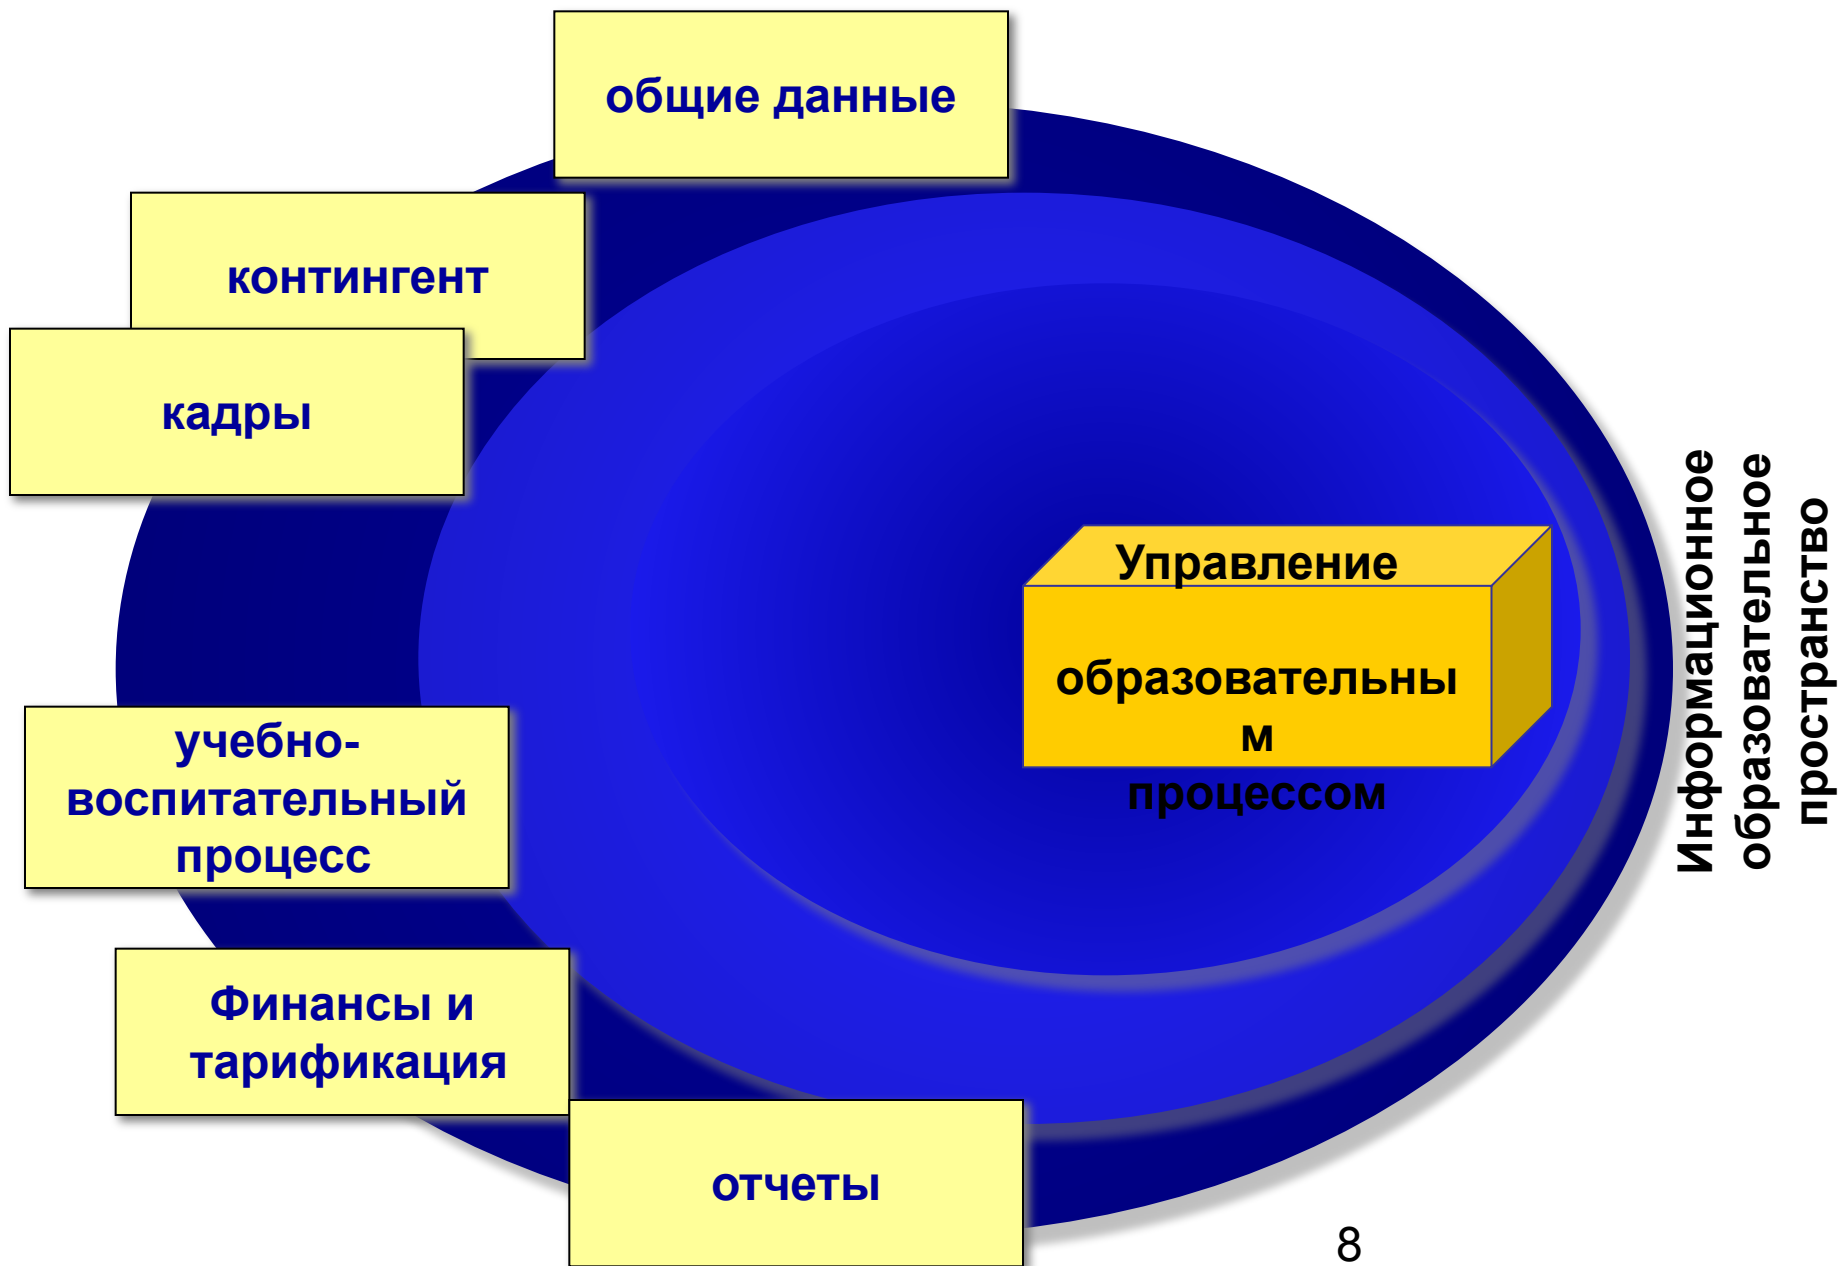 общие данные
контингент
кадры
учебно-
воспитательный
процесс
Финансы и
тарификация
отчеты
Управление
образовательны
м
процессом
Информационное
образовательное
пространство
8